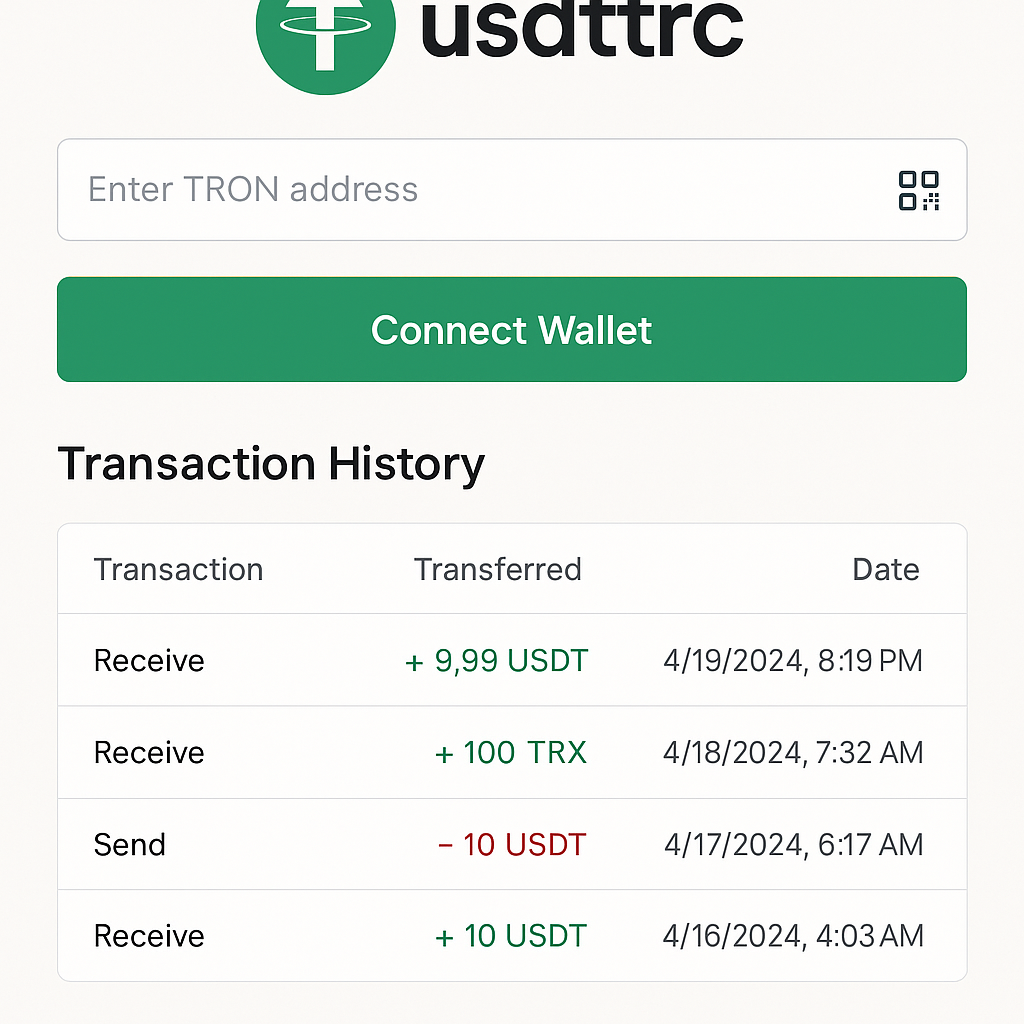 usdttrc
Enter TRON address
Connect Wallet
Transaction History
Transaction Transferred Date
Receive + 9,99 USDT 4/19/2024, 8:19 PM
Receive + 100 TRX 4/18/2024, 7:32 AM
Send − 10 USDT 4/17/2024, 6:17 AM
Receive + 10 USDT 4/16/2024, 4:03 AM